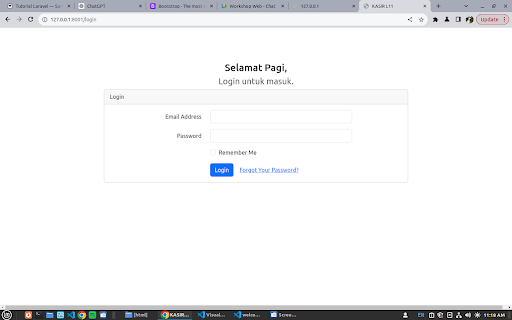 Tutorial Laravel — Sa
ChatGPT
Bootstrap · The most
Workshop Web - Chat
127.0.0.1
KASIR L11
127.0.0.1:8001/login
Update
Selamat Pagi,
Login untuk masuk.
Login
Email Address
Password
Remember Me
Login
Forgot Your Password?
[html]
KASIR...
Visual...
welco...
Scree...
EN
11:18 AM